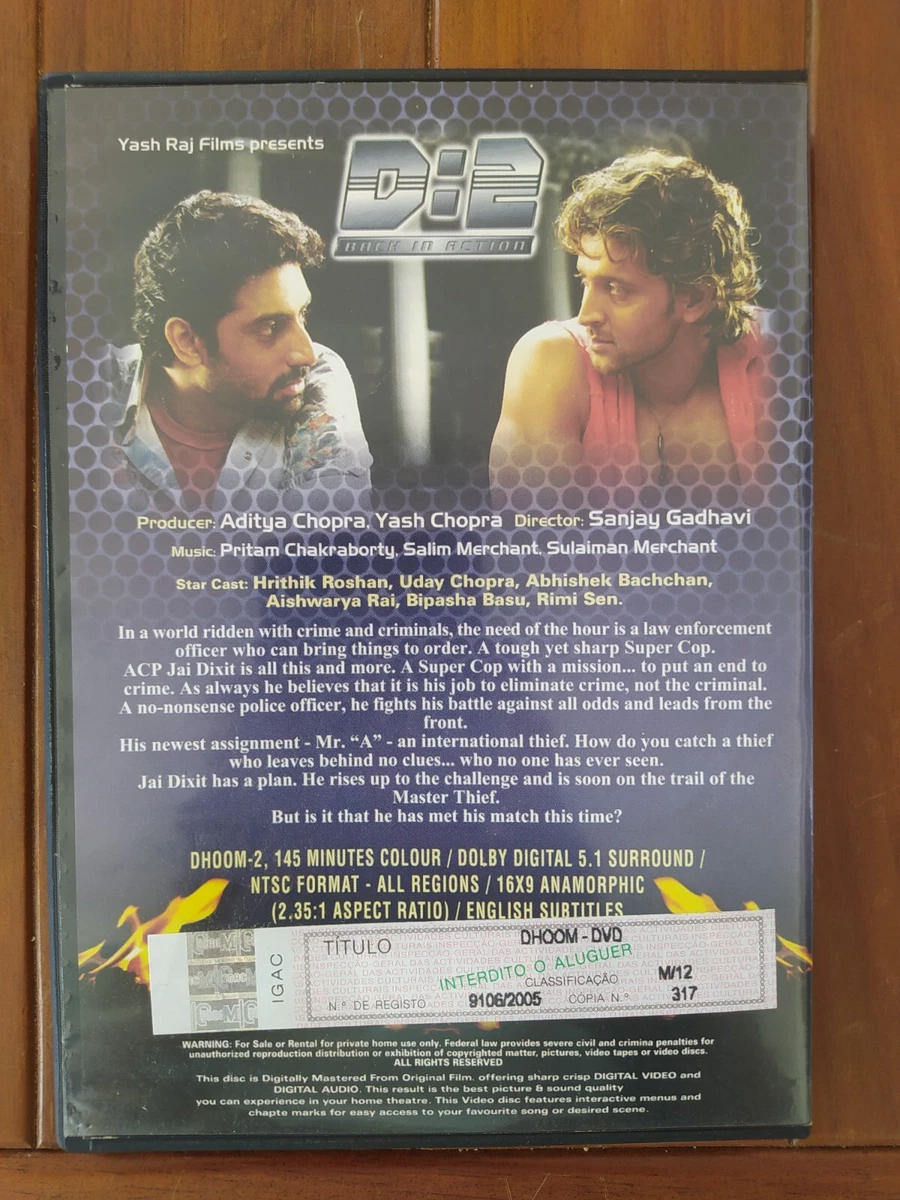 Yash Raj Films presents
D:2
BACK IN ACTION
Producer: Aditya Chopra, Yash Chopra Director: Sanjay Gadhavi
Music: Pritam Chakraborty, Salim Merchant, Sulaiman Merchant
Star Cast: Hrithik Roshan, Uday Chopra, Abhishek Bachchan,
Aishwarya Rai, Bipasha Basu, Rimi Sen.
In a world ridden with crime and criminals, the need of the hour is a law enforcement
officer who can bring things to order. A tough yet sharp Super Cop.
ACP Jai Dixit is all this and more. A Super Cop with a mission... to put an end to
crime. As always he believes that it is his job to eliminate crime, not the criminal.
A no-nonsense police officer, he fights his battle against all odds and leads from the
front.
His newest assignment - Mr. “A” - an international thief. How do you catch a thief
who leaves behind no clues... who no one has ever seen.
Jai Dixit has a plan. He rises up to the challenge and is soon on the trail of the
Master Thief.
But is it that he has met his match this time?
DHOOM-2, 145 MINUTES COLOUR / DOLBY DIGITAL 5.1 SURROUND /
NTSC FORMAT - ALL REGIONS / 16X9 ANAMORPHIC
(2.35:1 ASPECT RATIO) / ENGLISH SUBTITLES
IGAC
TÍTULO DHOOM - DVD
INTERDITO O ALUGUER
CLASSIFICAÇÃO M/12
N.º DE REGISTO 9106/2005 CÓPIA N.º 317
WARNING: For Sale or Rental for private home use only. Federal law provides severe civil and crimina penalties for
unauthorized reproduction distribution or exhibition of copyrighted matter, pictures, video tapes or video discs.
ALL RIGHTS RESERVED
This disc is Digitally Mastered From Original Film. offering sharp crisp DIGITAL VIDEO and
DIGITAL AUDIO. This result is the best picture & sound quality
you can experience in your home theatre. This Video disc features interactive menus and
chapte marks for easy access to your favourite song or desired scene.